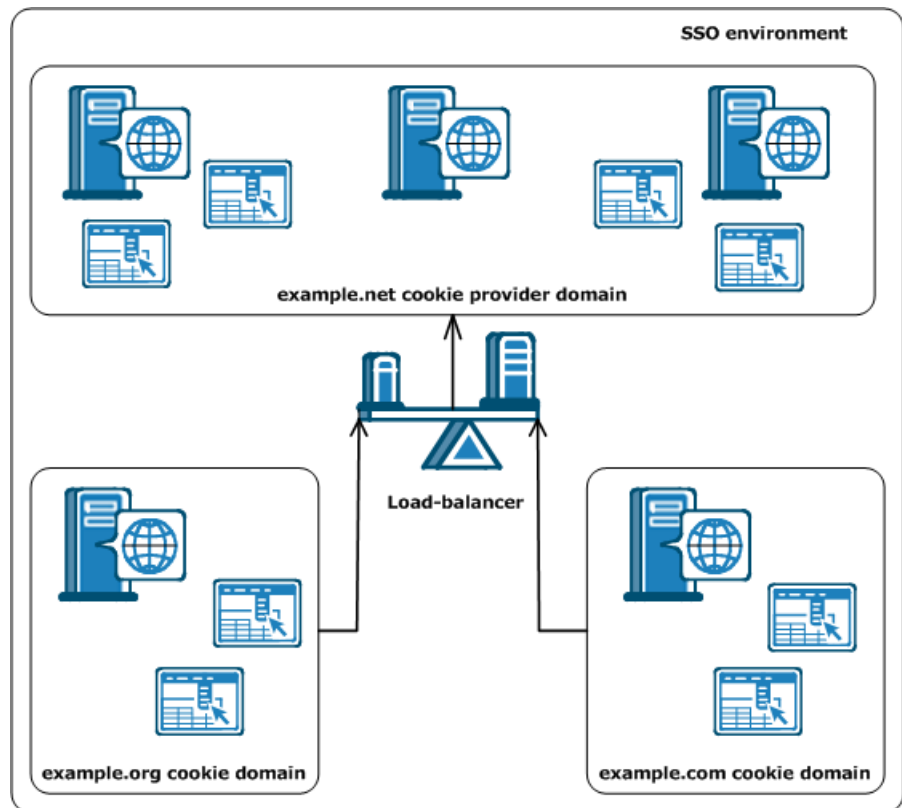 SSO environment
example.net cookie provider domain
Load-balancer
example.org cookie domain
example.com cookie domain